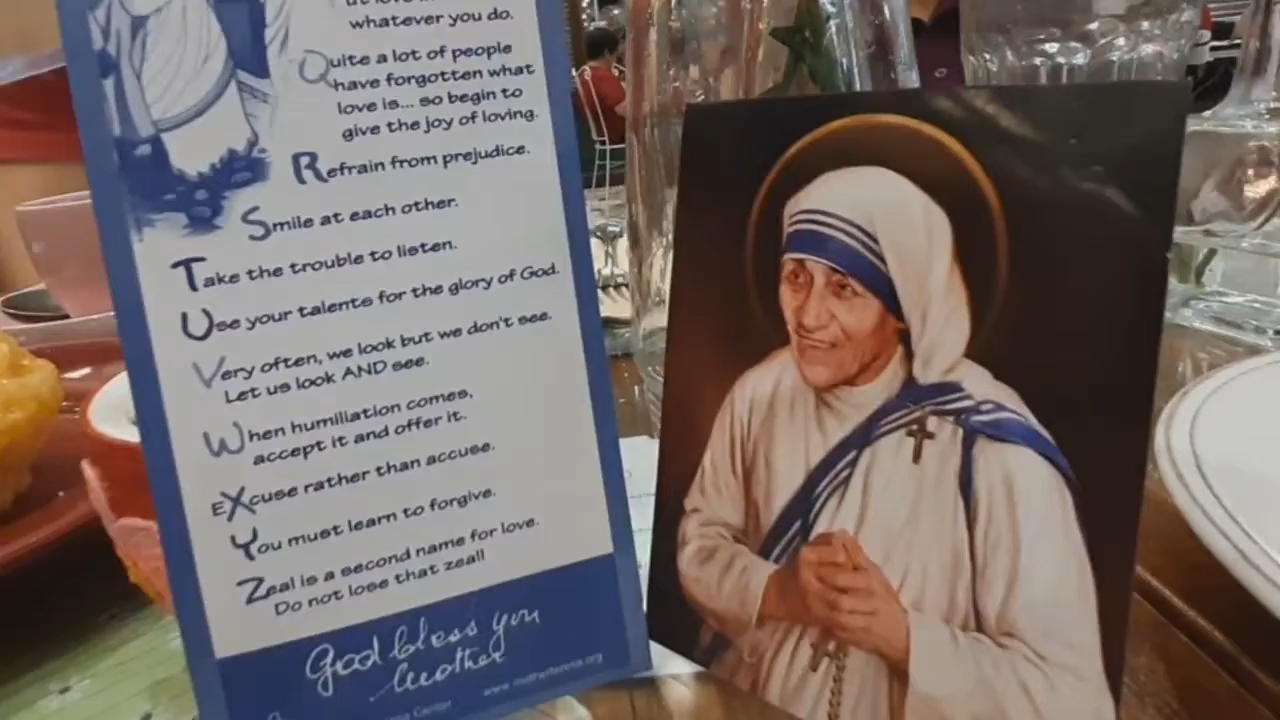 whatever you do.
Quite a lot of people
have forgotten what
love is... so begin to
give the joy of loving.
Refrain from prejudice.
Smile at each other.
Take the trouble to listen.
Use your talents for the glory of God.
Very often, we look but we don't see.
Let us look AND see.
When humiliation comes,
accept it and offer it.
EXcuse rather than accuse.
You must learn to forgive.
Zeal is a second name for love.
Do not lose that zeal!
God bless you
Mother
www.motherteresa.org
Center